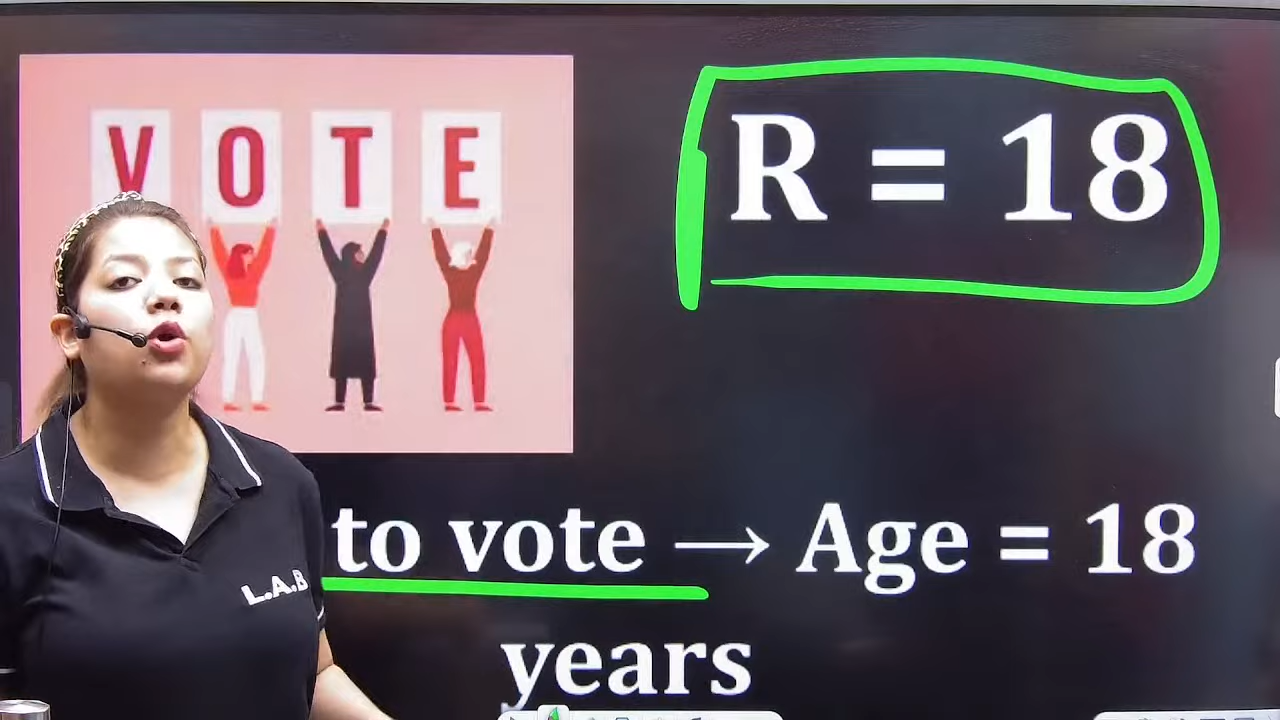 VOTE
R = 18
to vote → Age = 18
years
L.A.B